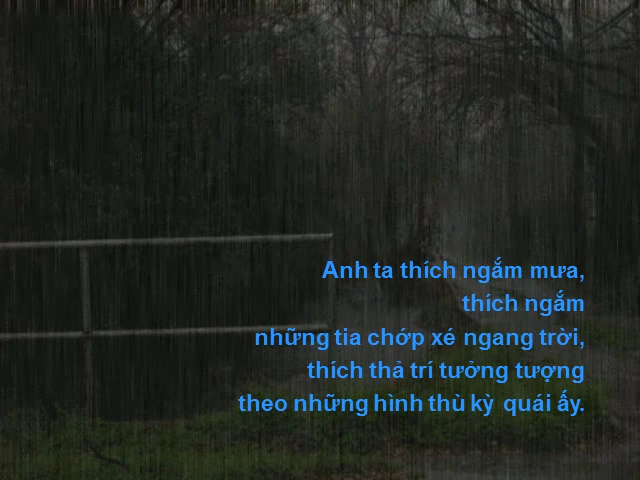 Anh ta thích ngắm mưa,
thích ngắm
những tia chớp xé ngang trời,
thích thả trí tưởng tượng
theo những hình thù kỳ quái ấy.